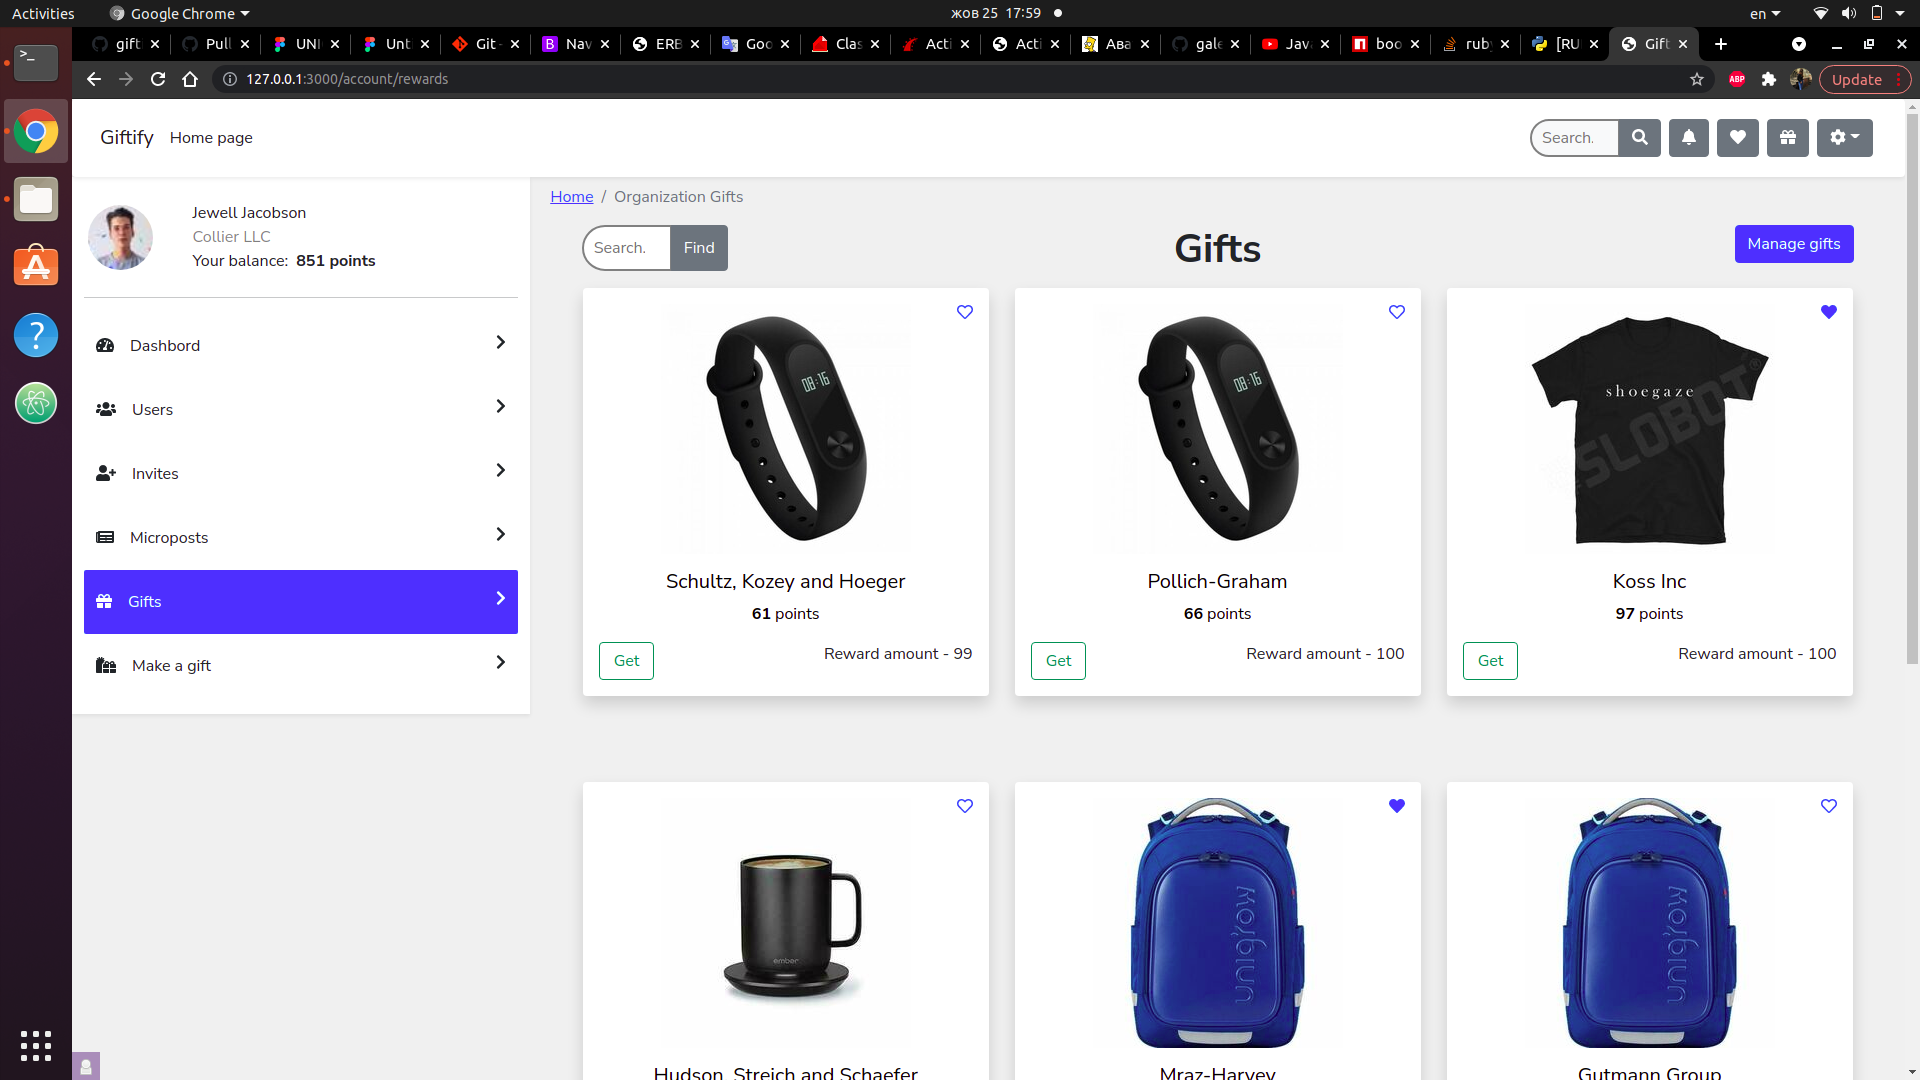 Activities
Google Chrome
жов 25 17:59
en
gift
Pull
UNI
Unt
Git -
Nav
ERB
Goo
Clas
Acti
Acti
Ава
gale
Java
boo
ruby
[RU
Gift
127.0.0.1:3000/account/rewards
ABP
Update
Giftify
Home page
Search.
Jewell Jacobson
Collier LLC
Your balance: 851 points
Dashbord
Users
Invites
Microposts
Gifts
Make a gift
Home / Organization Gifts
Search.
Find
Gifts
Manage gifts
08:16
Schultz, Kozey and Hoeger
61 points
Get
Reward amount - 99
08:16
Pollich-Graham
66 points
Get
Reward amount - 100
shoegaze
SLOBOT
Koss Inc
97 points
Get
Reward amount - 100
ember
Hudson, Streich and Schaefer
unigrow
Mraz-Harvey
unigrow
Gutmann Group